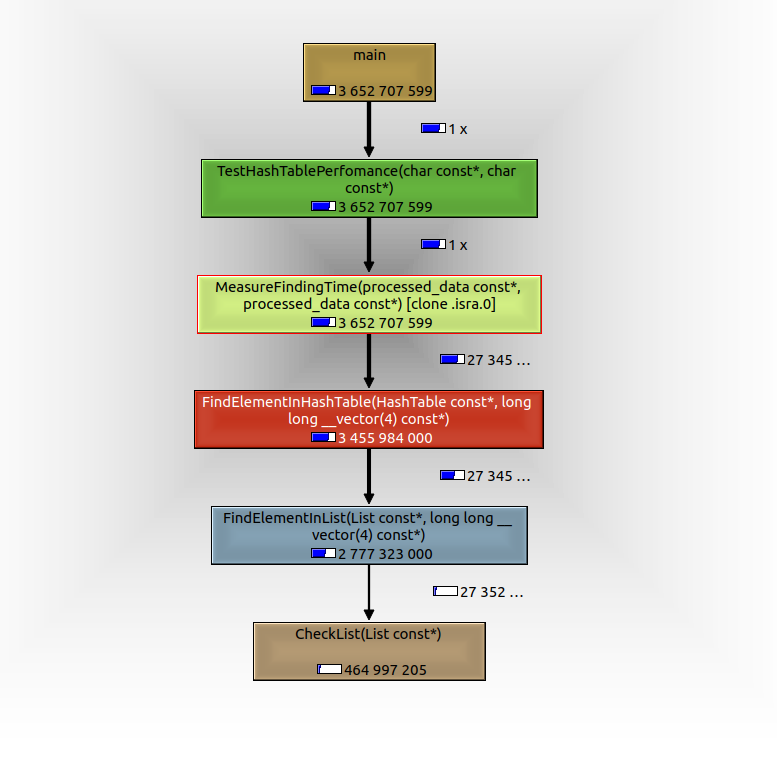 main
3 652 707 599
1 x
TestHashTablePerfomance(char const*, char
const*)
3 652 707 599
1 x
MeasureFindingTime(processed_data const*,
processed_data const*) [clone .isra.0]
3 652 707 599
27 345 ...
FindElementInHashTable(HashTable const*, long
long __vector(4) const*)
3 455 984 000
27 345 ...
FindElementInList(List const*, long long __
vector(4) const*)
2 777 323 000
27 352 ...
CheckList(List const*)
464 997 205